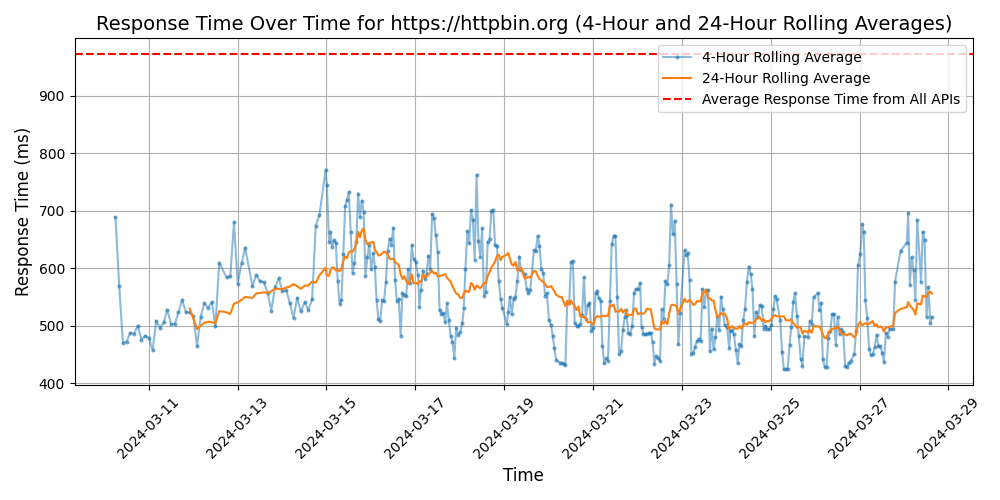 Response Time Over Time for https://httpbin.org (4-Hour and 24-Hour Rolling Averages)
4-Hour Rolling Average
24-Hour Rolling Average
Average Response Time from All APIs
Response Time (ms)
900
800
700
600
500
400
2024-03-11
2024-03-13
2024-03-15
2024-03-17
2024-03-19
2024-03-21
2024-03-23
2024-03-25
2024-03-27
2024-03-29
Time